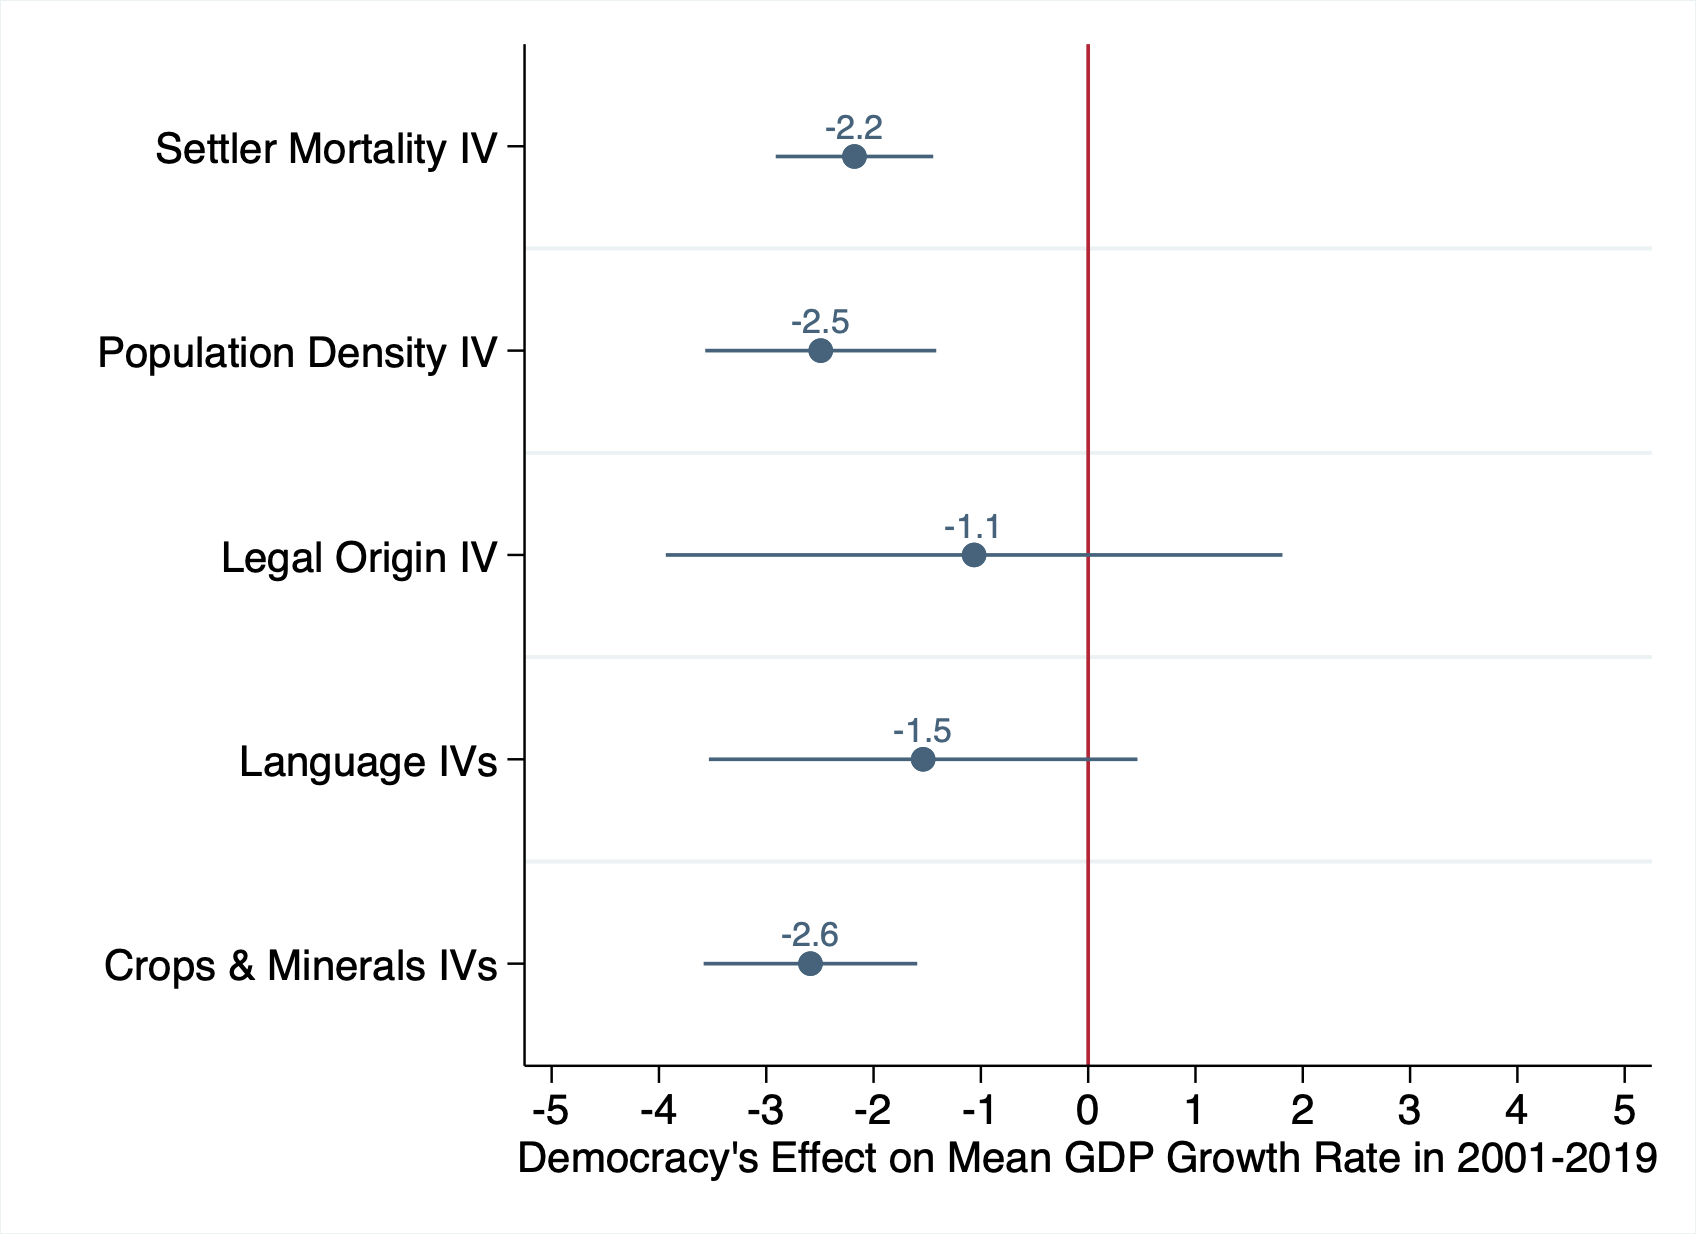 Settler Mortality IV
-2.2
Population Density IV
-2.5
Legal Origin IV
-1.1
Language IVs
-1.5
Crops & Minerals IVs
-2.6
-5 -4 -3 -2 -1 0 1 2 3 4 5
Democracy's Effect on Mean GDP Growth Rate in 2001-2019